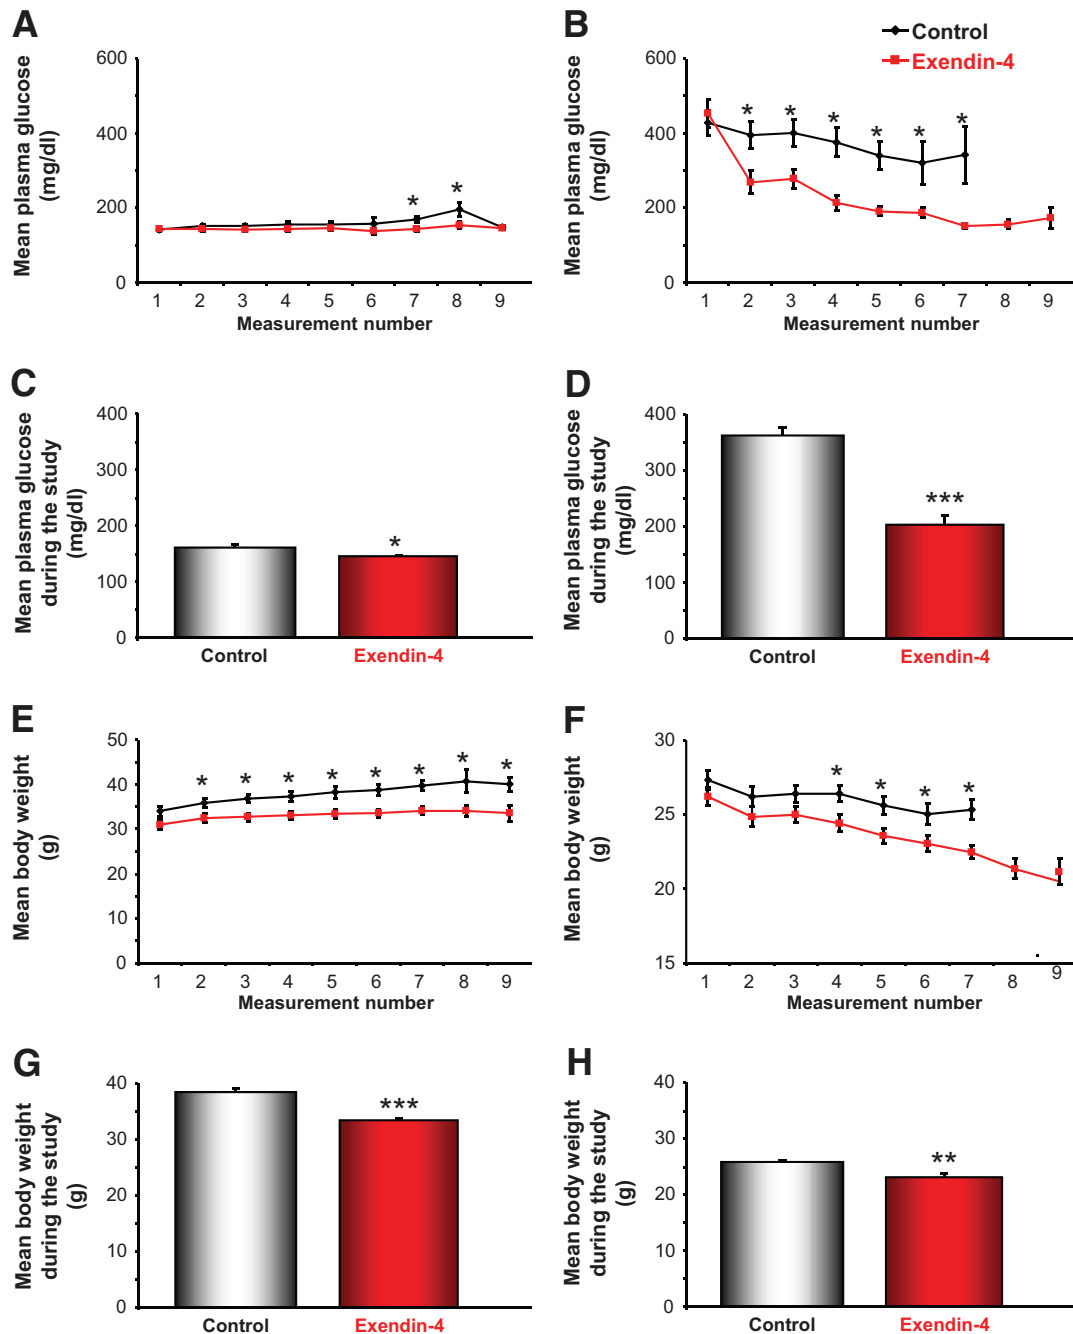 A
Mean plasma glucose
(mg/dl)
600
400
200
0
* *
1 2 3 4 5 6 7 8 9
Measurement number
B
Control
Exendin-4
Mean plasma glucose
(mg/dl)
600
400
200
0
* * * * * *
1 2 3 4 5 6 7 8 9
Measurement number
C
Mean plasma glucose
during the study
(mg/dl)
400
300
200
100
0
*
Control Exendin-4
D
Mean plasma glucose
during the study
(mg/dl)
400
300
200
100
0
***
Control Exendin-4
E
Mean body weight
(g)
50
40
30
20
10
0
* * * * * * * *
1 2 3 4 5 6 7 8 9
Measurement number
F
Mean body weight
(g)
30
25
20
15
* * * *
1 2 3 4 5 6 7 8 9
Measurement number
G
Mean body weight
during the study
(g)
40
30
20
10
0
***
Control Exendin-4
H
Mean body weight
during the study
(g)
40
30
20
10
0
**
Control Exendin-4